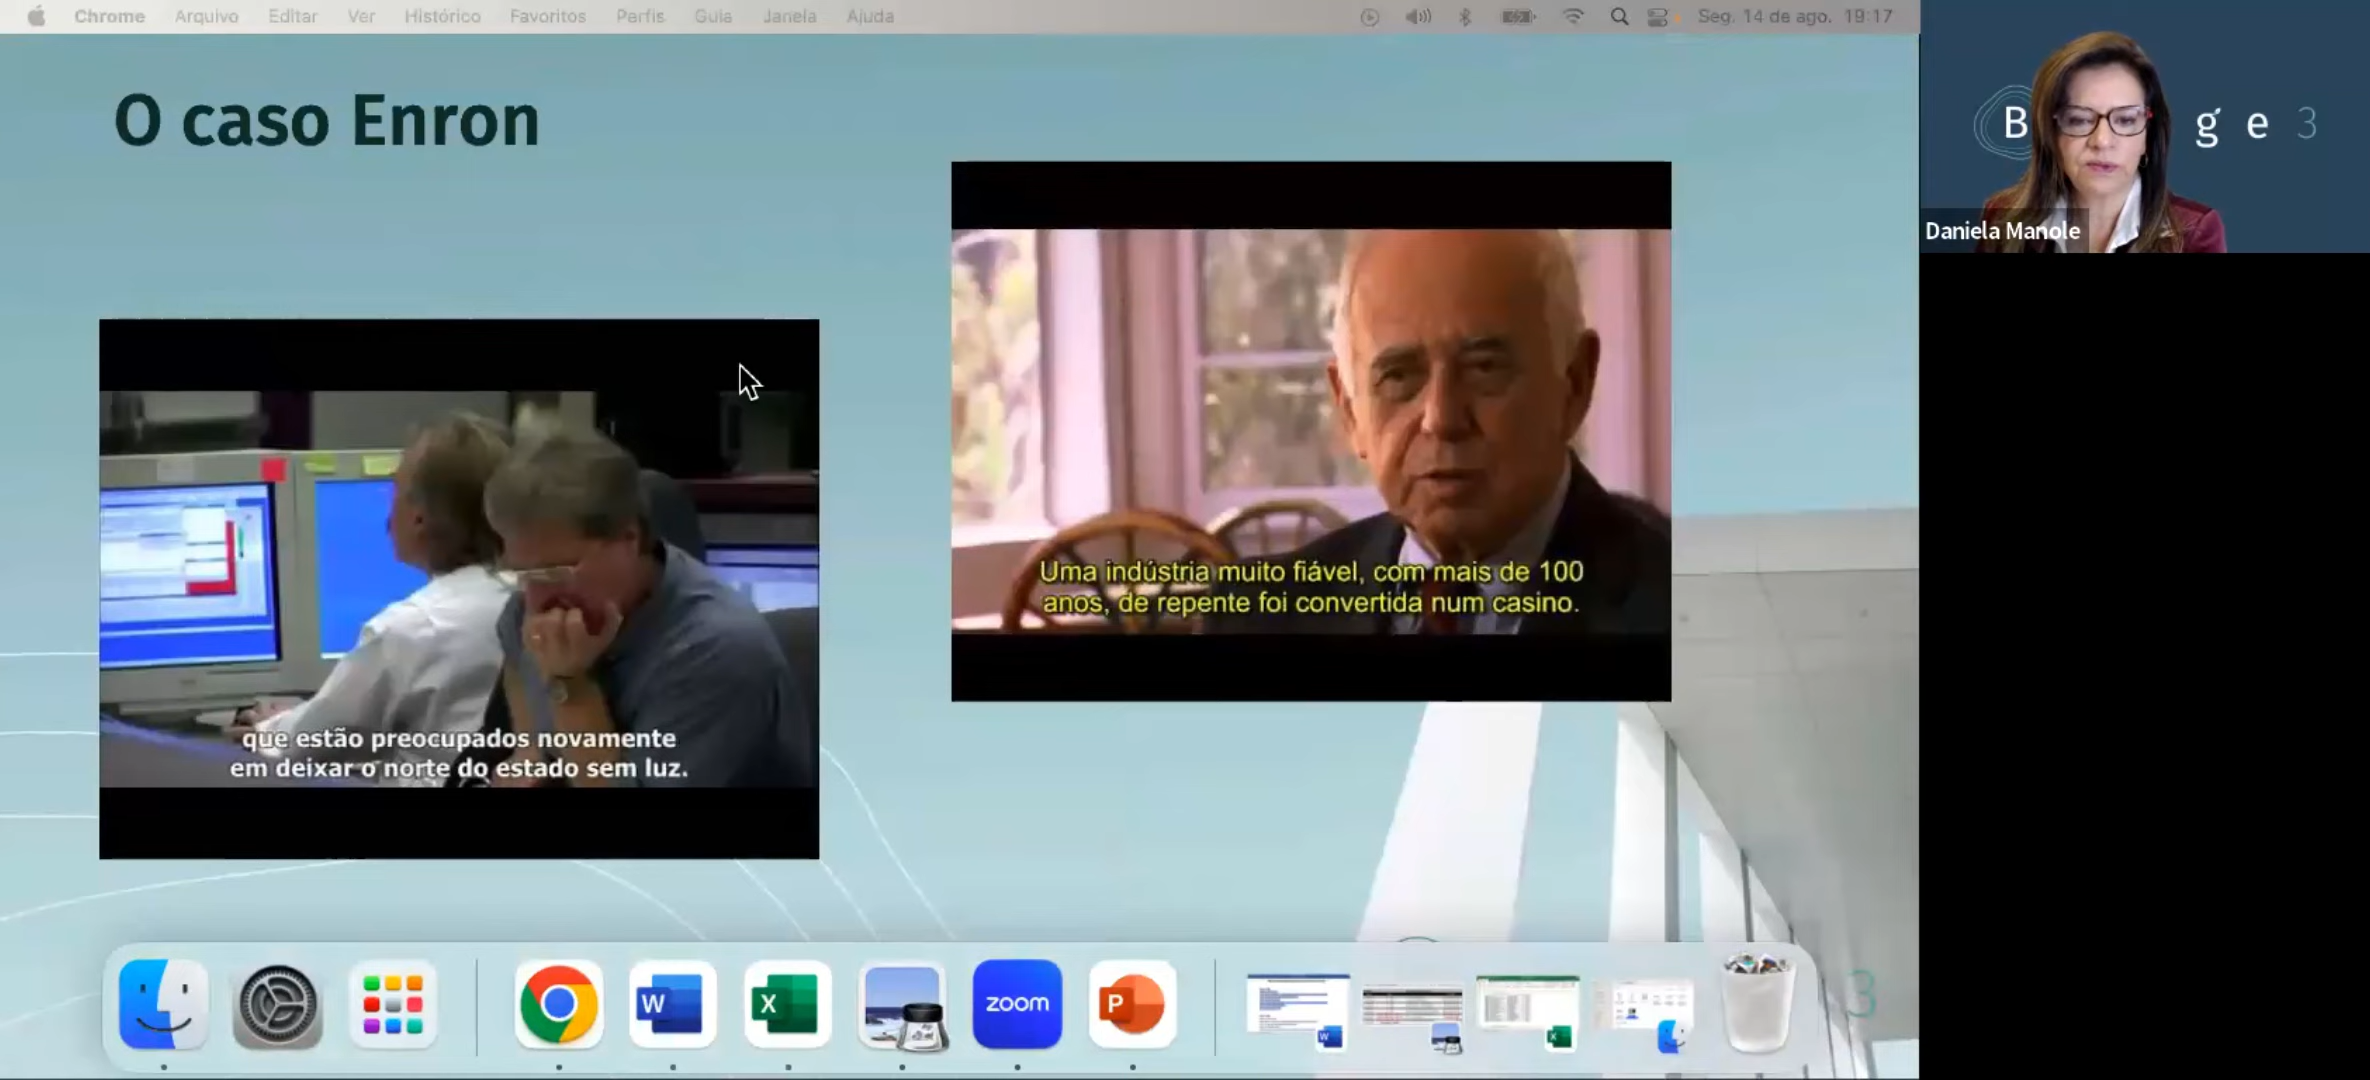 Chrome Arquivo Editar Ver Histórico Favoritos Perfis Guia Janela Ajuda Seg. 14 de ago. 19:17
O caso Enron
B g e 3
Daniela Manole
Uma indústria muito fiável, com mais de 100
anos, de repente foi convertida num casino.
que estão preocupados novamente
em deixar o norte do estado sem luz.
W
X
zoom
P
3